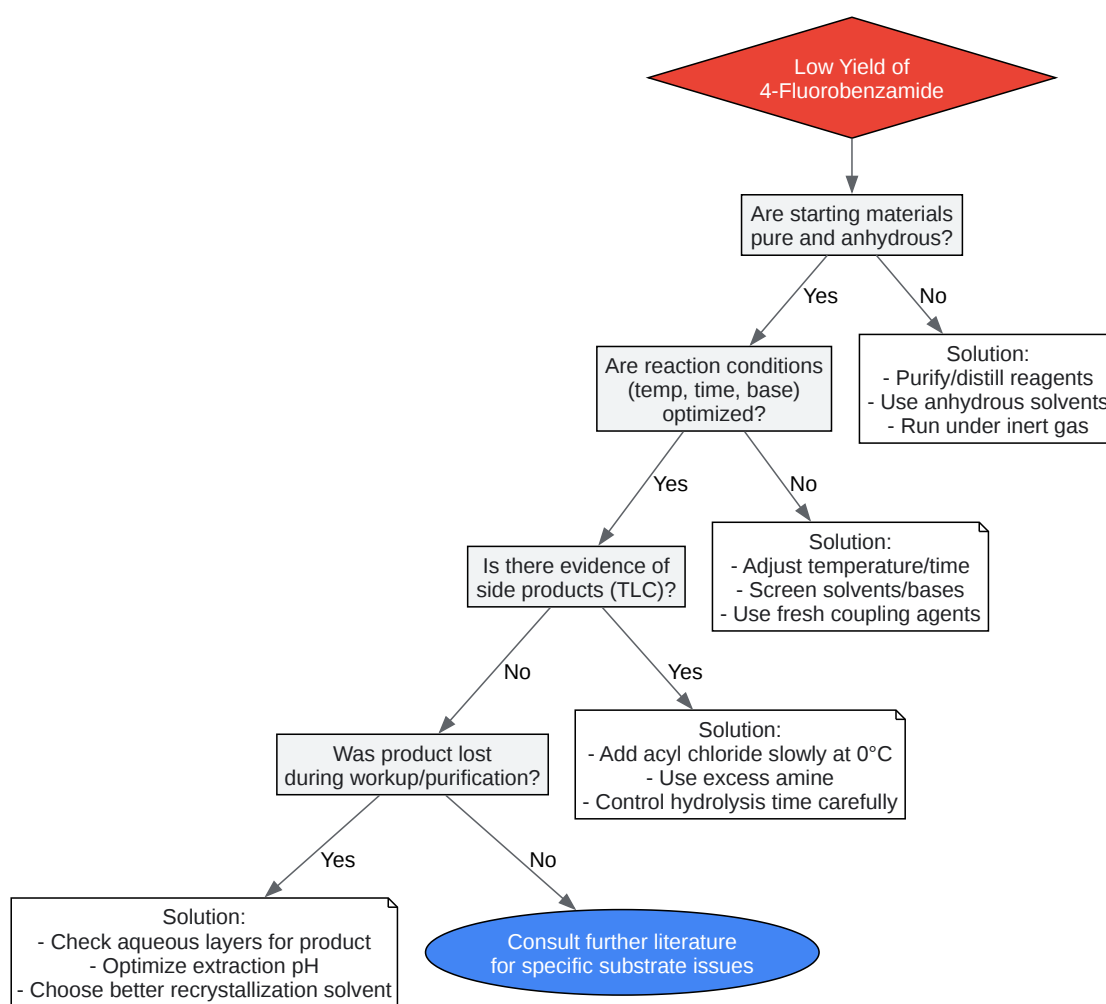 Low Yield of
4-Fluorobenzamide
Are starting materials
pure and anhydrous?
Yes
No
Are reaction conditions
(temp, time, base)
optimized?
Solution:
- Purify/distill reagents
- Use anhydrous solvents
- Run under inert gas
Yes
No
Is there evidence of
side products (TLC)?
Solution:
- Adjust temperature/time
- Screen solvents/bases
- Use fresh coupling agents
No
Yes
Was product lost
during workup/purification?
Solution:
- Add acyl chloride slowly at 0°C
- Use excess amine
- Control hydrolysis time carefully
Yes
No
Solution:
- Check aqueous layers for product
- Optimize extraction pH
- Choose better recrystallization solvent
Consult further literature
for specific substrate issues